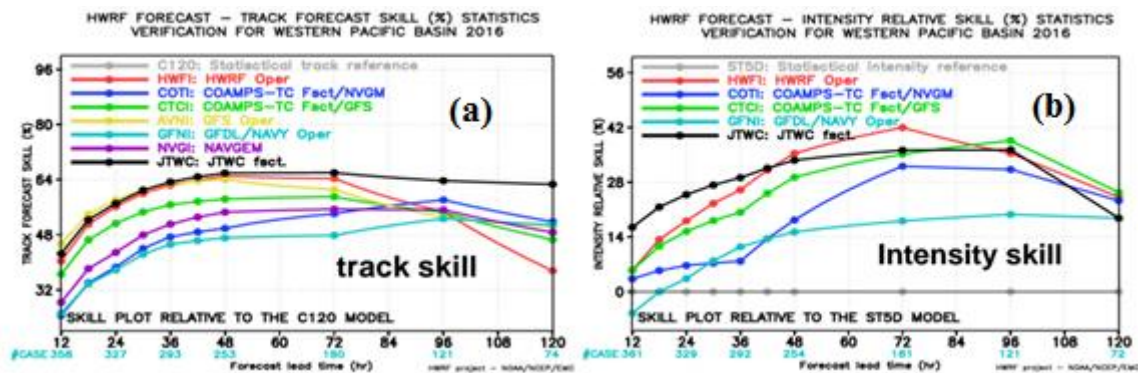 HWRF FORECAST – TRACK FORECAST SKILL (%) STATISTICS
VERIFICATION FOR WESTERN PACIFIC BASIN 2016
C120: Statisctical track reference
HWFI: HWRF Oper
COTI: COAMPS–TC Fsct/NVGM
CTCI: COAMPS–TC Fsct/GFS
AVNI: GFS Oper
GFNI: GFDL/NAVY Oper
NVGI: NAVGEM
JTWC: JTWC fsct.
(a)
TRACK FORECAST SKILL (%)
96
80
64
48
32
track skill
SKILL PLOT RELATIVE TO THE C120 MODEL
12 24 36 48 60 72 84 96 108 120
#CASE 356 327 293 253 180 121 74
Forecast lead time (hr)
HWRF project – NOAA/NCEP/EMC
HWRF FORECAST – INTENSITY RELATIVE SKILL (%) STATISTICS
VERIFICATION FOR WESTERN PACIFIC BASIN 2016
ST5D: Statisctical intensity reference
HWFI: HWRF Oper
COTI: COAMPS–TC Fsct/NVGM
CTCI: COAMPS–TC Fsct/GFS
GFNI: GFDL/NAVY Oper
JTWC: JTWC fsct.
(b)
INTENSITY RELATIVE SKILL (%)
56
42
28
14
0
Intensity skill
SKILL PLOT RELATIVE TO THE ST5D MODEL
12 24 36 48 60 72 84 96 108 120
#CASE 361 329 292 254 181 121 72
Forecast lead time (hr)
HWRF project – NOAA/NCEP/EMC